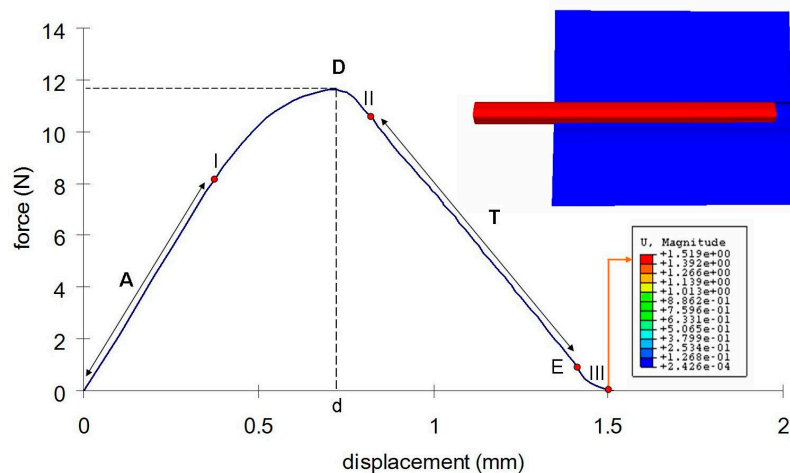 14
12
10
8
6
4
2
0
force (N)
A
I
D
II
T
E
III
0
0.5
d
1
1.5
2
displacement (mm)
U, Magnitude
+1.519e+00
+1.392e+00
+1.266e+00
+1.139e+00
+1.013e+00
+8.862e-01
+7.596e-01
+6.331e-01
+5.065e-01
+3.799e-01
+2.534e-01
+1.268e-01
+2.426e-04